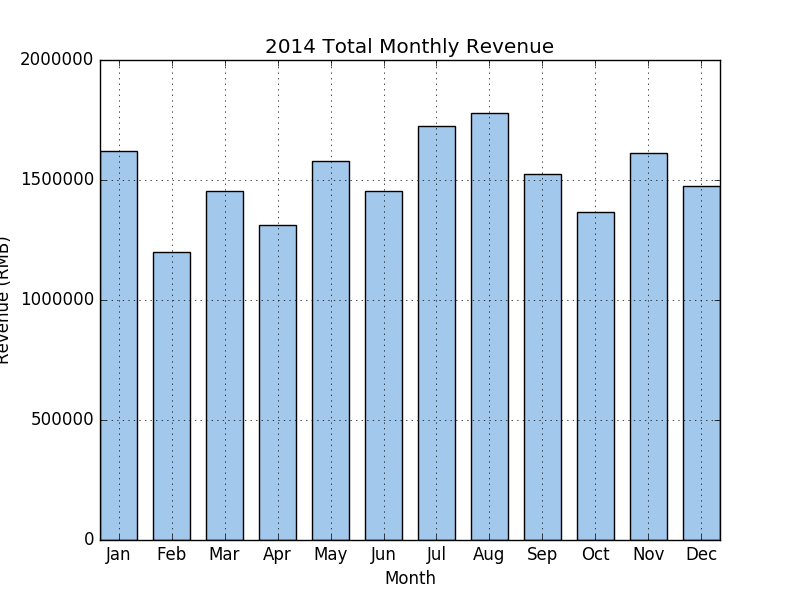 2014 Total Monthly Revenue
2000000
1500000
1000000
500000
0
Revenue (RMB)
Jan Feb Mar Apr May Jun Jul Aug Sep Oct Nov Dec
Month